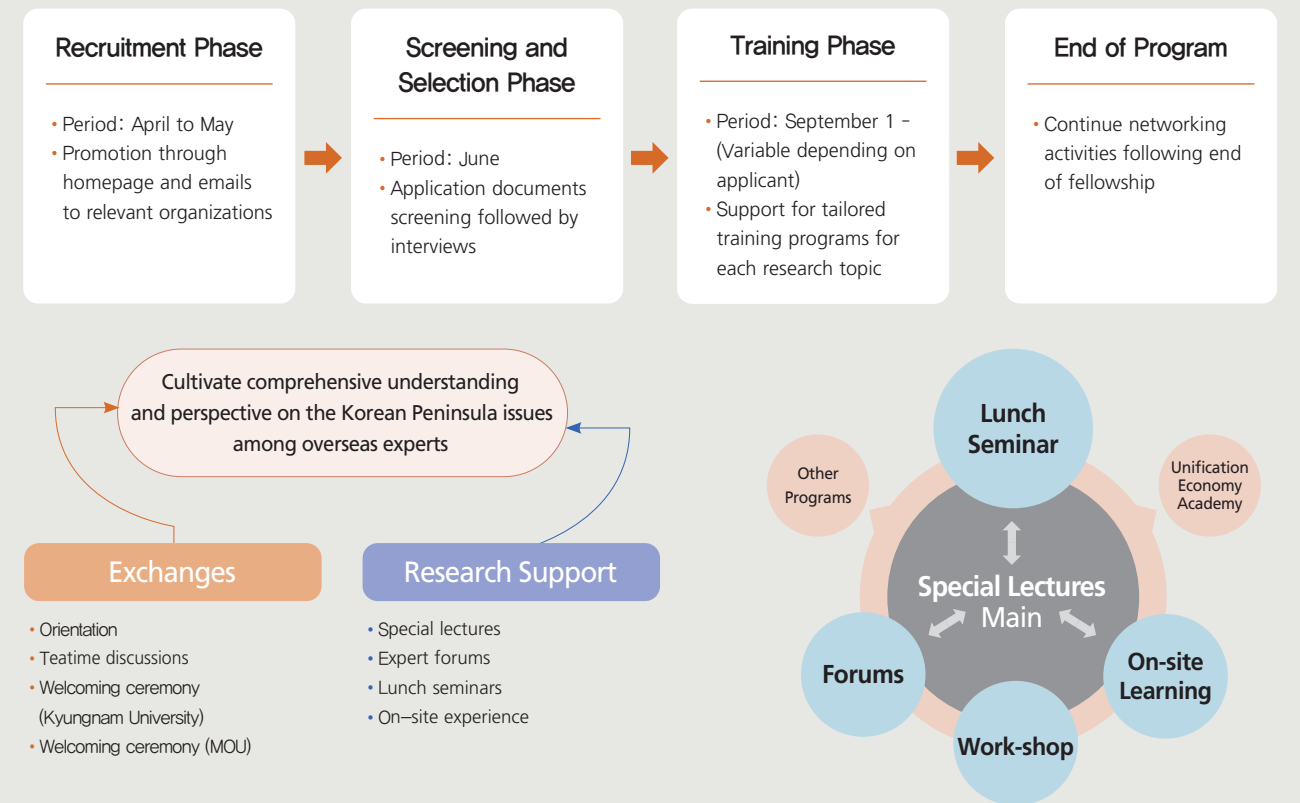 Recruitment Phase
• Period: April to May
• Promotion through
homepage and emails
to relevant organizations
Screening and
Selection Phase
• Period: June
• Application documents
screening followed by
interviews
Training Phase
• Period: September 1 -
(Variable depending on
applicant)
• Support for tailored
training programs for
each research topic
End of Program
• Continue networking
activities following end
of fellowship
Cultivate comprehensive understanding
and perspective on the Korean Peninsula issues
among overseas experts
Exchanges
• Orientation
• Teatime discussions
• Welcoming ceremony
(Kyungnam University)
• Welcoming ceremony (MOU)
Research Support
• Special lectures
• Expert forums
• Lunch seminars
• On-site experience
Lunch
Seminar
Other
Programs
Unification
Economy
Academy
Special Lectures
Main
Forums
On-site
Learning
Work-shop